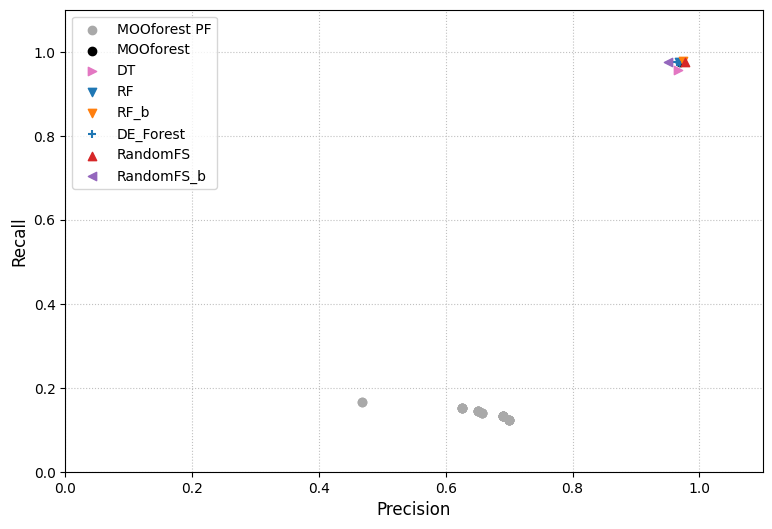 MOOforest PF
MOOforest
DT
RF
RF_b
DE_Forest
RandomFS
RandomFS_b
1.0
0.8
0.6
0.4
0.2
0.0
Recall
0.0 0.2 0.4 0.6 0.8 1.0
Precision